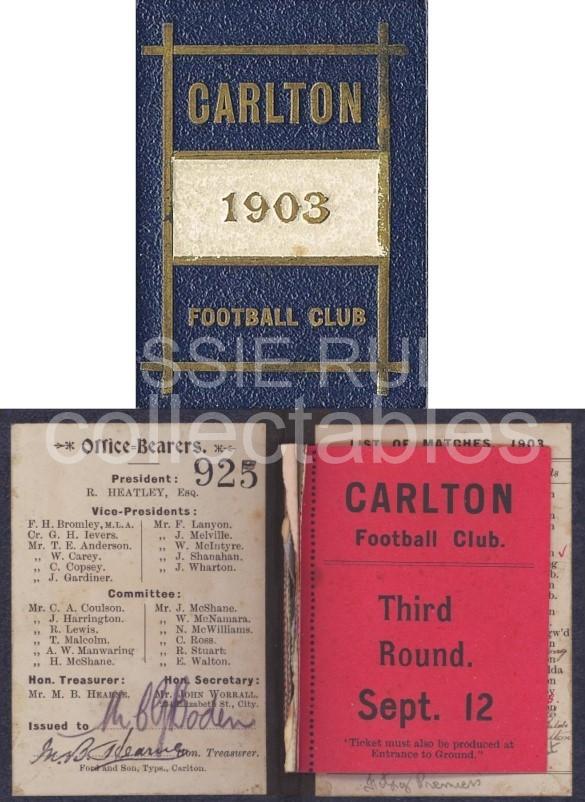 CARLTON
1903
FOOTBALL CLUB
SSIE RUL
collectables
Office-Bearers.
925
President:
R. HEATLEY, ESQ.
Vice-Presidents:
F. H. Bromley, M.L.A. Mr. F. Lanyon.
Cr. G. H. Ievers. „ J. Melville.
Mr. T. E. Anderson. „ W. McIntyre.
„ W. Carey. „ J. Shanahan.
„ C. Copsey. „ J. Wharton.
„ J. Gardiner.
Committee:
Mr. C. A. Coulson. Mr. J. McShane.
„ J. Harrington. „ W. McNamara.
„ R. Lewis. „ N. McWilliams.
„ T. Malcolm. „ C. Ross.
„ A. W. Manwaring „ R. Stuart.
„ H. McShane. „ E. Walton.
Hon. Treasurer: Hon. Secretary:
Mr. M. B. HEARNE. Mr. JOHN WORRALL.
Elizabeth St., City.
Issued to
Hon. Treasurer.
Ford and Son, Typs., Carlton.
LIST OF MATCHES, 1903
CARLTON
Football Club.
Third
Round.
Sept. 12
'Ticket must also be produced at
Entrance to Ground."
Premiers